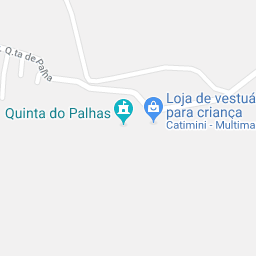 Q.ta de Palha
Quinta do Palhas
Loja de vestuá
para criança
Catimini - Multima